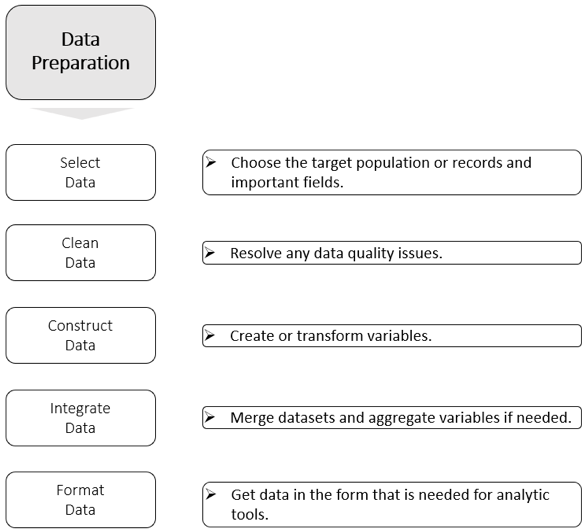 Data
Preparation
Select
Data
➢ Choose the target population or records and
important fields.
Clean
Data
➢ Resolve any data quality issues.
Construct
Data
➢ Create or transform variables.
Integrate
Data
➢ Merge datasets and aggregate variables if needed.
Format
Data
➢ Get data in the form that is needed for analytic
tools.